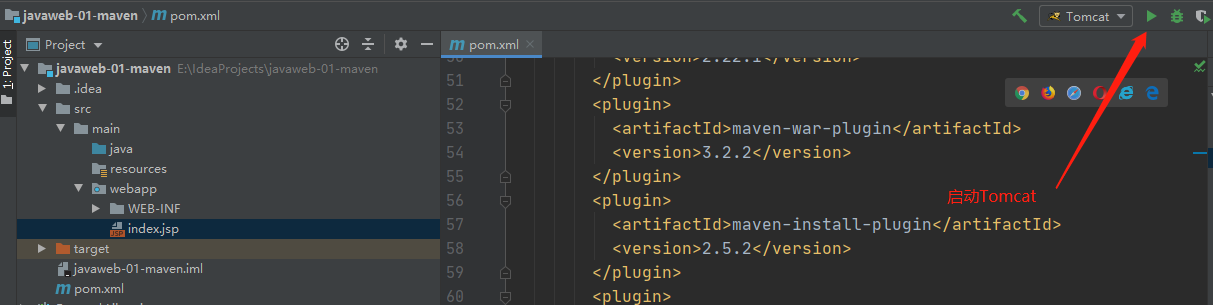 javaweb-01-maven pom.xml
Tomcat
1: Project
Project
pom.xml
javaweb-01-maven E:\IdeaProjects\javaweb-01-maven
.idea
src
main
java
resources
webapp
WEB-INF
index.jsp
target
javaweb-01-maven.iml
pom.xml
50 <version>2.22.1</version>
51 </plugin>
52 <plugin>
53 <artifactId>maven-war-plugin</artifactId>
54 <version>3.2.2</version>
55 </plugin>
56 <plugin>
57 <artifactId>maven-install-plugin</artifactId>
58 <version>2.5.2</version>
59 </plugin>
60 <plugin>
启动Tomcat